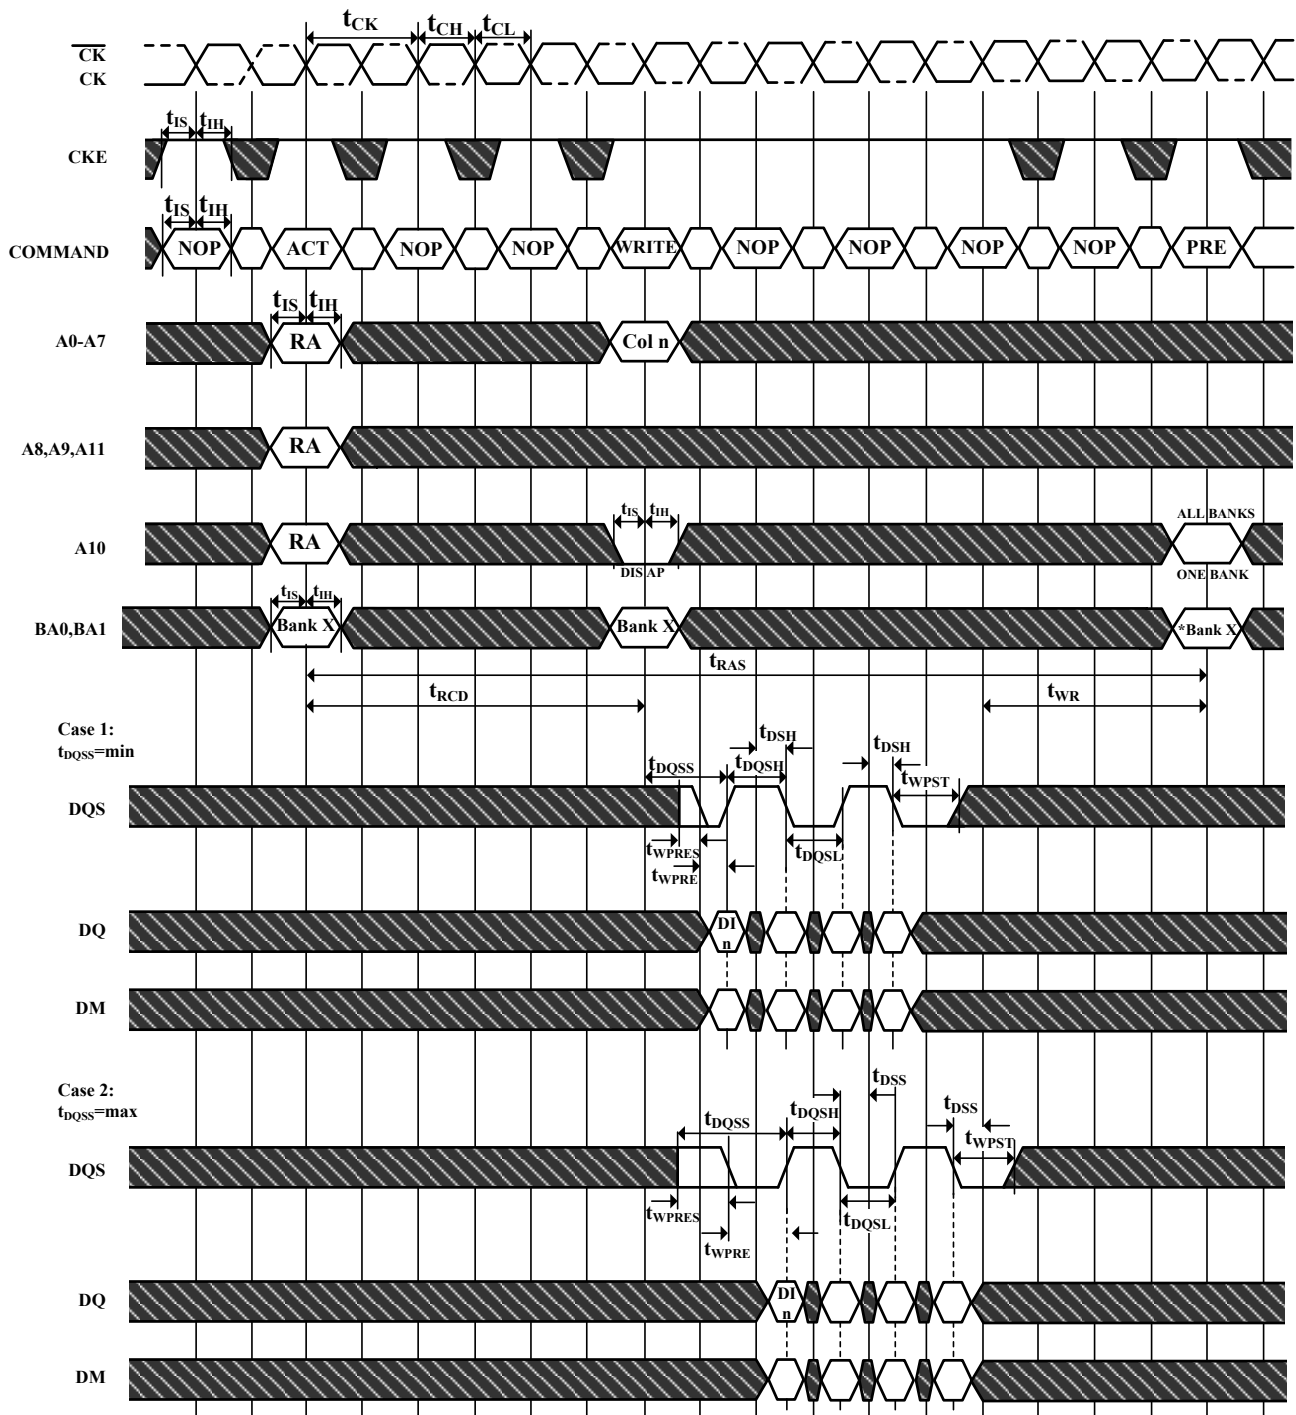 tCK tCH tCL
CK
CK
tIS tIH
CKE
tIS tIH
COMMAND NOP ACT NOP NOP WRITE NOP NOP NOP NOP PRE
tIS tIH
A0-A7 RA Col n
A8,A9,A11 RA
tIS tIH ALL BANKS
A10 RA
DIS AP ONE BANK
tIS tIH
BA0,BA1 Bank X Bank X *Bank X
tRAS
tRCD tWR
Case 1:
tDQSS=min
tDSH tDSH
tDQSS tDQSH tWPST
DQS
tWPRES tDQSL
tWPRE
DQ DI
n
DM
Case 2:
tDQSS=max
tDSS tDSS
tDQSS tDQSH tWPST
DQS
tWPRES tDQSL
tWPRE
DQ DI
n
DM